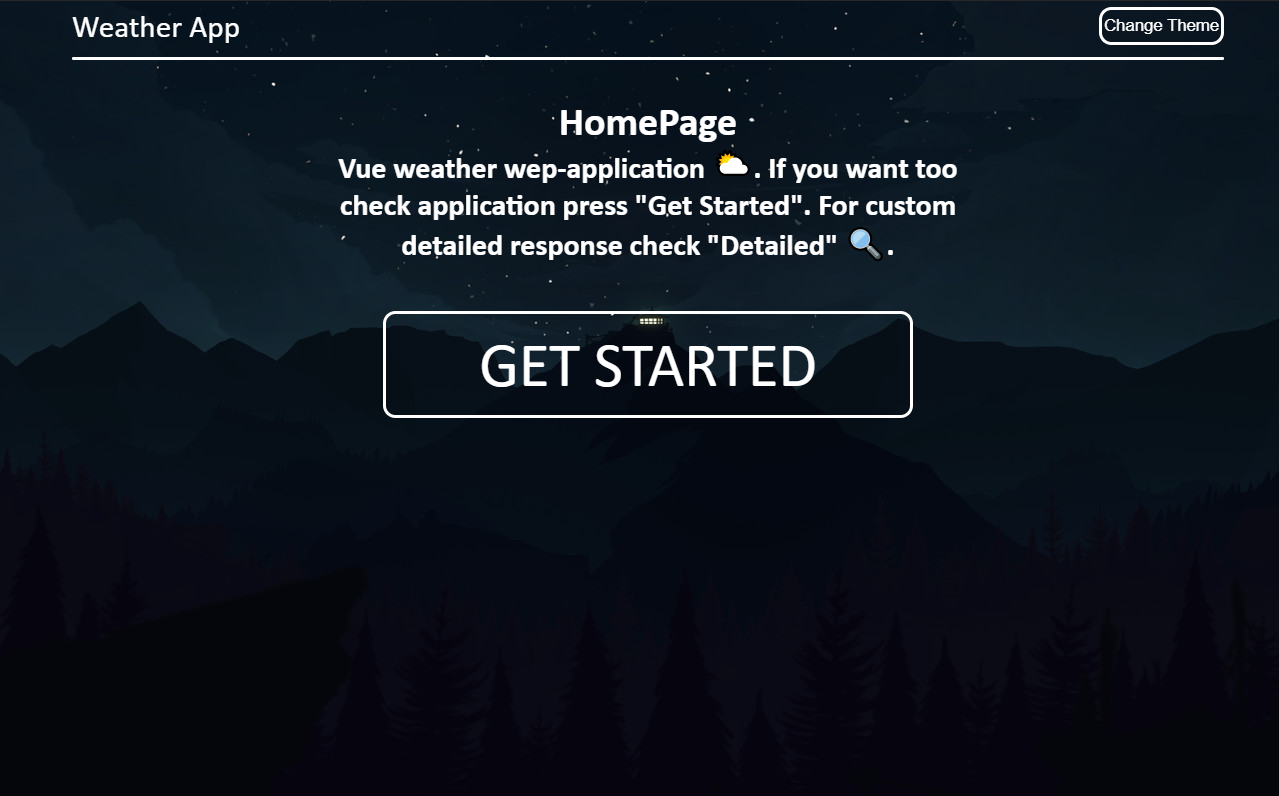 Weather App
Change Theme
HomePage
Vue weather wep-application ⛅. If you want too
check application press "Get Started". For custom
detailed response check "Detailed" 🔍.
GET STARTED